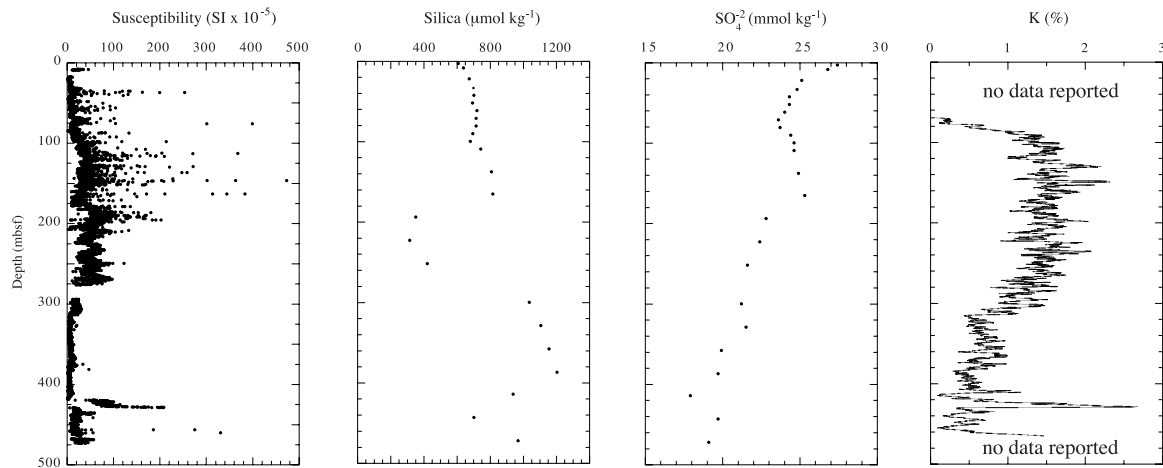 Susceptibility (SI x 10⁻⁵)
Silica (μmol kg⁻¹)
SO₄⁻² (mmol kg⁻¹)
K (%)
0 100 200 300 400 500
0 400 800 1200
15 20 25 30
0 1 2 3
Depth (mbsf)
0
100
200
300
400
500
no data reported
no data reported